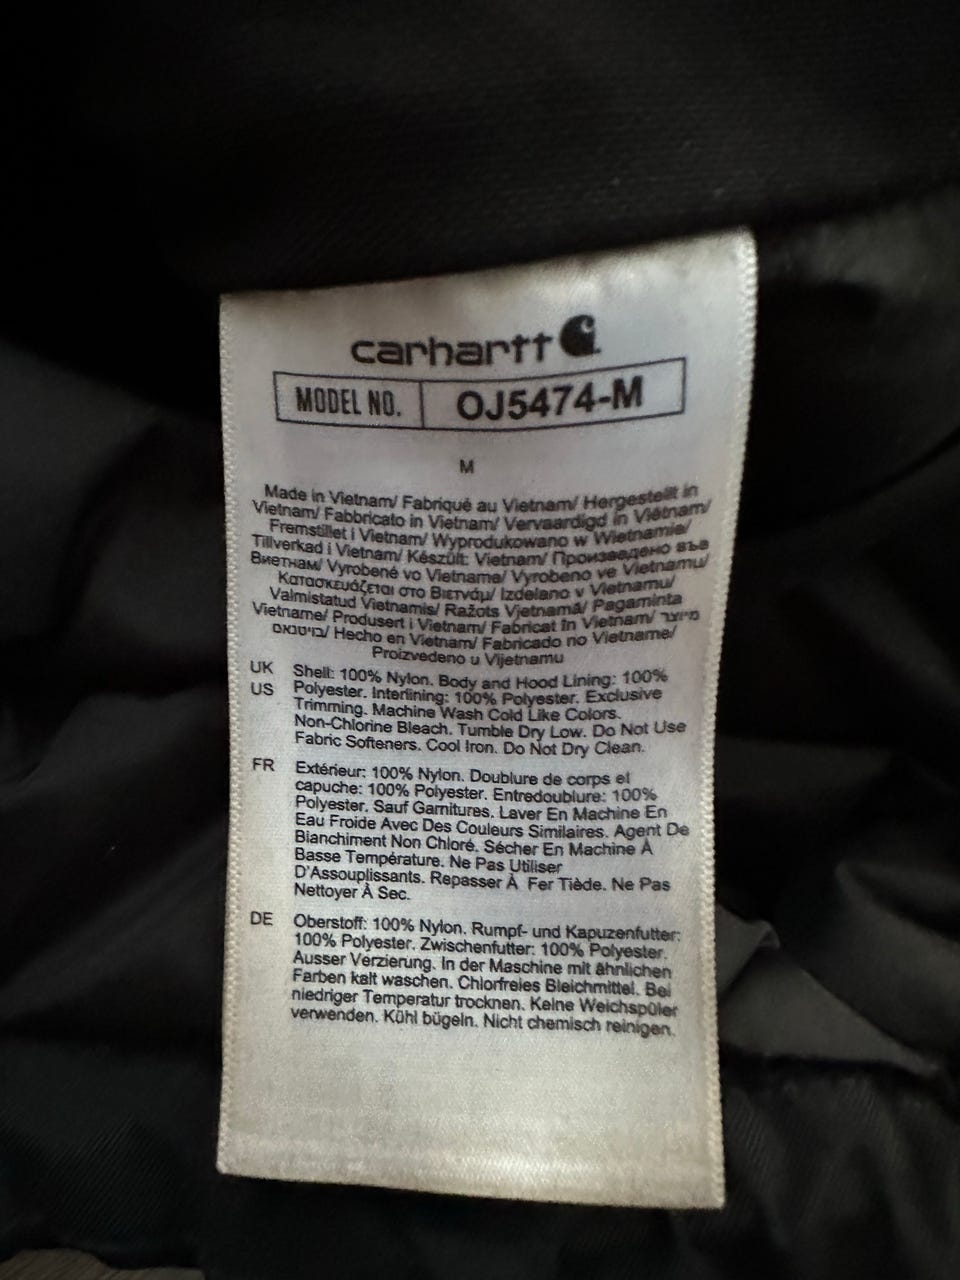 carhartt
MODEL NO. OJ5474-M
M
Made in Vietnam/ Fabriqué au Vietnam/ Hergestellt in
Vietnam/ Fabbricato in Vietnam/ Vervaardigd in Viëtnam/
Fremstillet i Vietnam/ Wyprodukowano w Wietnamie/
Tillverkad i Vietnam/ Készült: Vietnam/ Произведено във
Виетнам/ Vyrobené vo Vietname/ Vyrobeno ve Vietnamu/
Κατασκευάζεται στο Βιετνάμ/ Izdelano v Vietnamu/
Valmistatud Vietnamis/ Ražots Vjetnamā/ Pagaminta
Vietname/ Produsert i Vietnam/ Fabricat în Vietnam/ מיוצר
בוייטנאם/ Hecho en Vietnam/ Fabricado no Vietname/
Proizvedeno u Vijetnamu
UK Shell: 100% Nylon. Body and Hood Lining: 100%
US Polyester. Interlining: 100% Polyester. Exclusive
Trimming. Machine Wash Cold Like Colors.
Non-Chlorine Bleach. Tumble Dry Low. Do Not Use
Fabric Softeners. Cool Iron. Do Not Dry Clean.
FR Extérieur: 100% Nylon. Doublure de corps et
capuche: 100% Polyester. Entredoublure: 100%
Polyester. Sauf Garnitures. Laver En Machine En
Eau Froide Avec Des Couleurs Similaires. Agent De
Blanchiment Non Chloré. Sécher En Machine À
Basse Température. Ne Pas Utiliser
D'Assouplissants. Repasser À Fer Tiède. Ne Pas
Nettoyer À Sec.
DE Oberstoff: 100% Nylon. Rumpf- und Kapuzenfutter:
100% Polyester. Zwischenfutter: 100% Polyester.
Ausser Verzierung. In der Maschine mit ähnlichen
Farben kalt waschen. Chlorfreies Bleichmittel. Bei
niedriger Temperatur trocknen. Keine Weichspüler
verwenden. Kühl bügeln. Nicht chemisch reinigen.